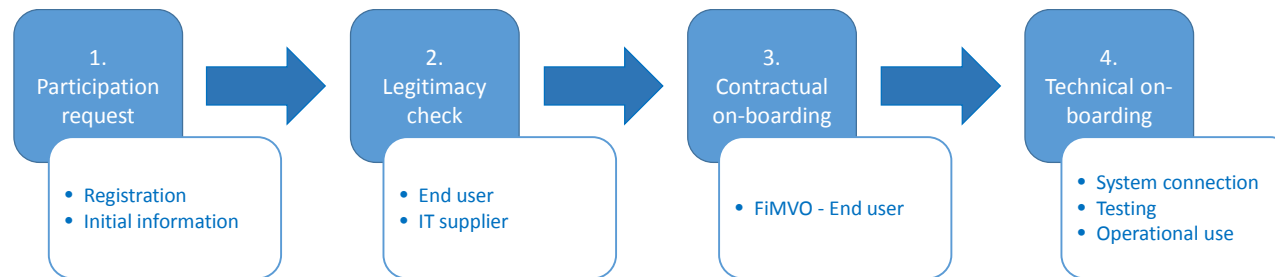 1.
Participation
request
• Registration
• Initial information
2.
Legitimacy
check
• End user
• IT supplier
3.
Contractual
on-boarding
• FiMVO - End user
4.
Technical on-
boarding
• System connection
• Testing
• Operational use